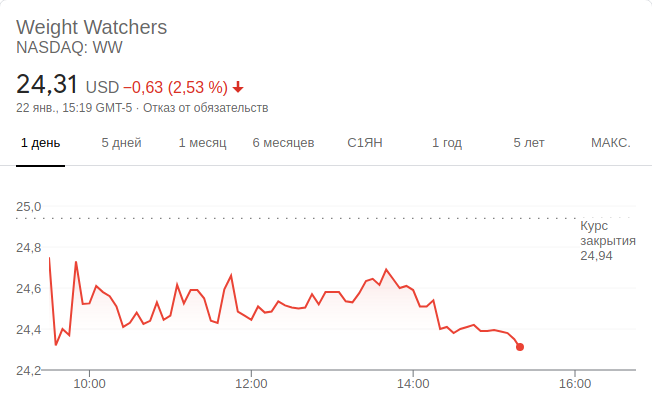 Weight Watchers
NASDAQ: WW
24,31 USD −0,63 (2,53 %)
22 янв., 15:19 GMT-5 · Отказ от обязательств
1 день 5 дней 1 месяц 6 месяцев С1ЯН 1 год 5 лет МАКС.
25,0
Курс
закрытия
24,94
24,8
24,6
24,4
24,2
10:00 12:00 14:00 16:00